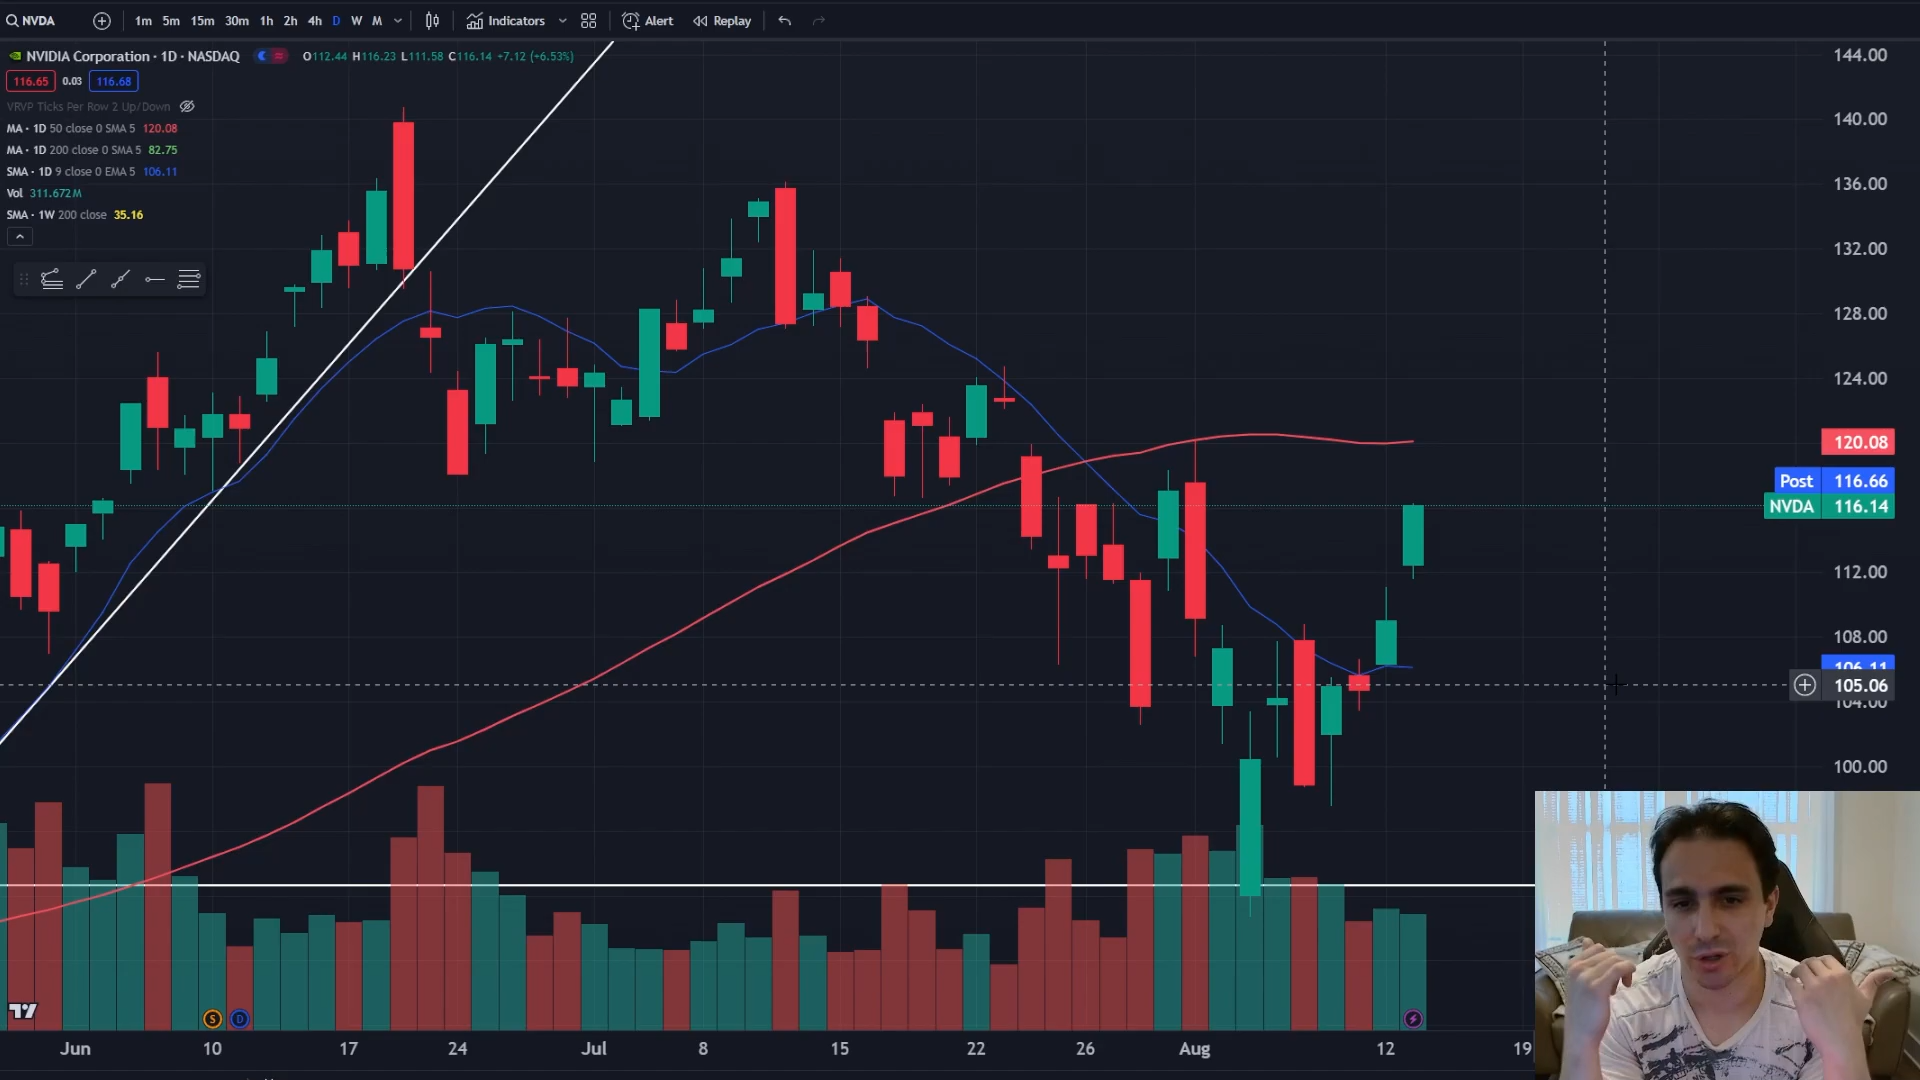 NVDA 1m 5m 15m 30m 1h 2h 4h D W M Indicators Alert Replay
NVIDIA Corporation · 1D · NASDAQ O112.44 H116.23 L111.58 C116.14 +7.12 (+6.53%)
116.65 0.03 116.68
VRVP Ticks Per Row 2 Up/Down
MA · 1D 50 close 0 SMA 5 120.08
MA · 1D 200 close 0 SMA 5 82.75
SMA · 1D 9 close 0 EMA 5 106.11
Vol 311.672M
SMA · 1W 200 close 35.16
144.00
140.00
136.00
132.00
128.00
124.00
120.08
Post 116.66
NVDA 116.14
112.00
108.00
106.11
105.06
104.00
100.00
S D
Jun 10 17 24 Jul 8 15 22 26 Aug 12 19